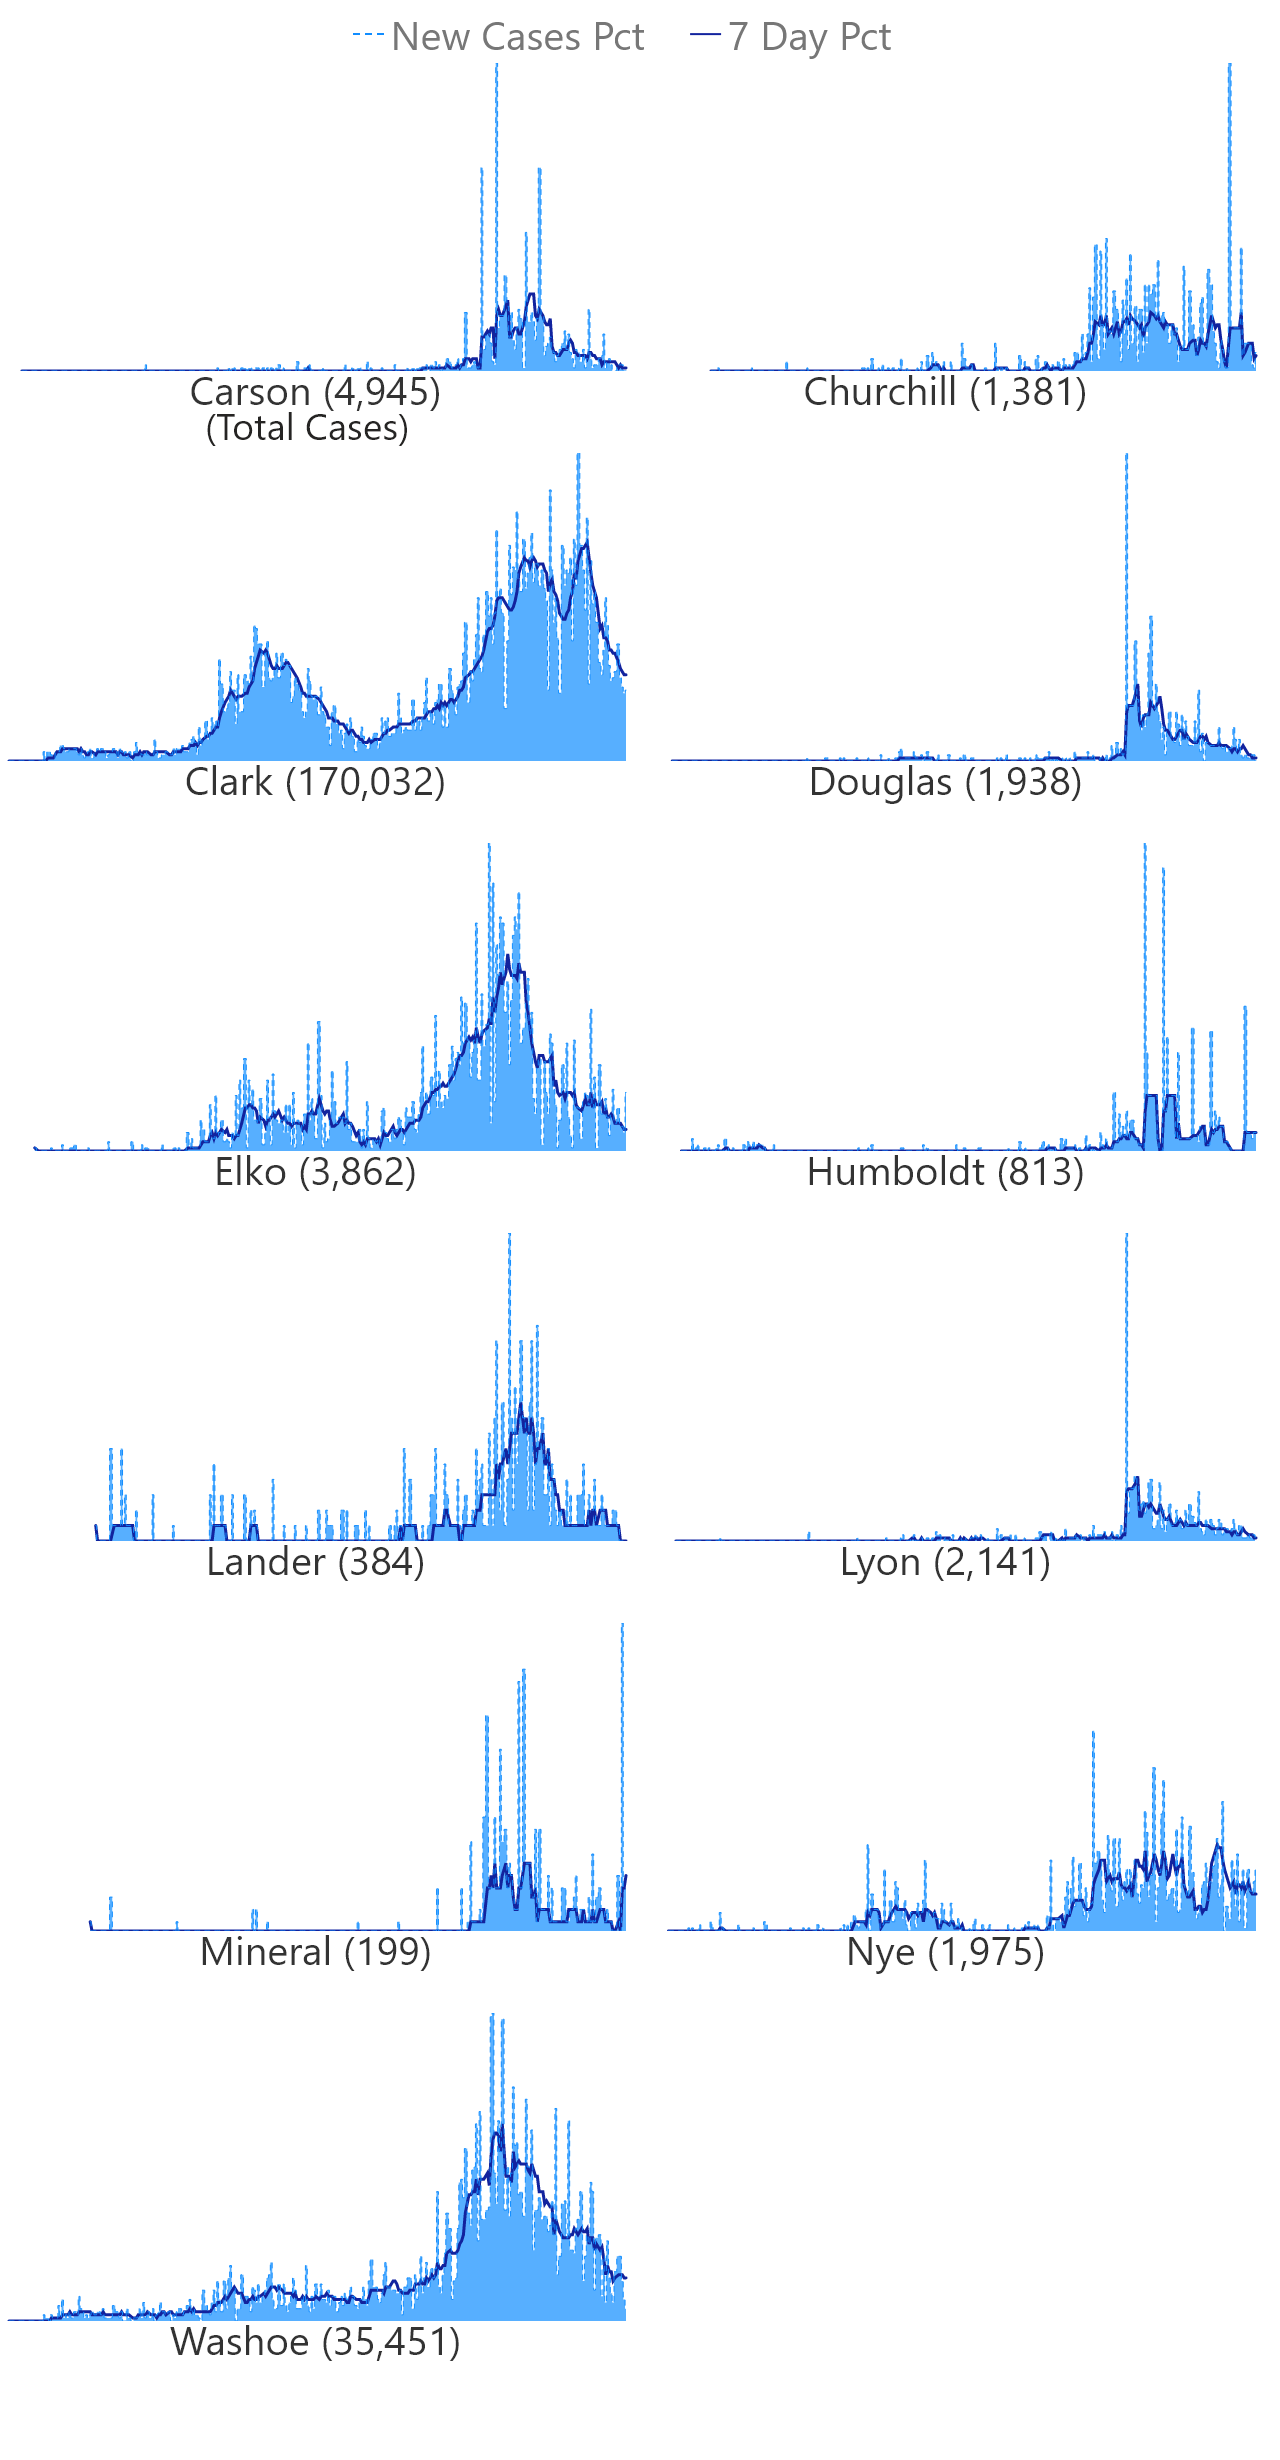 New Cases Pct 7 Day Pct
Carson (4,945) Churchill (1,381)
(Total Cases)
Clark (170,032) Douglas (1,938)
Elko (3,862) Humboldt (813)
Lander (384) Lyon (2,141)
Mineral (199) Nye (1,975)
Washoe (35,451)